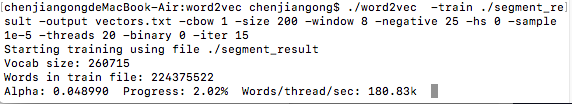 chenjiangongdeMacBook-Air:word2vec chenjiangong$ ./word2vec  -train ./segment_re
sult -output vectors.txt -cbow 1 -size 200 -window 8 -negative 25 -hs 0 -sample
1e-5 -threads 20 -binary 0 -iter 15
Starting training using file ./segment_result
Vocab size: 260715
Words in train file: 224375522
Alpha: 0.048990  Progress: 2.02%  Words/thread/sec: 180.83k